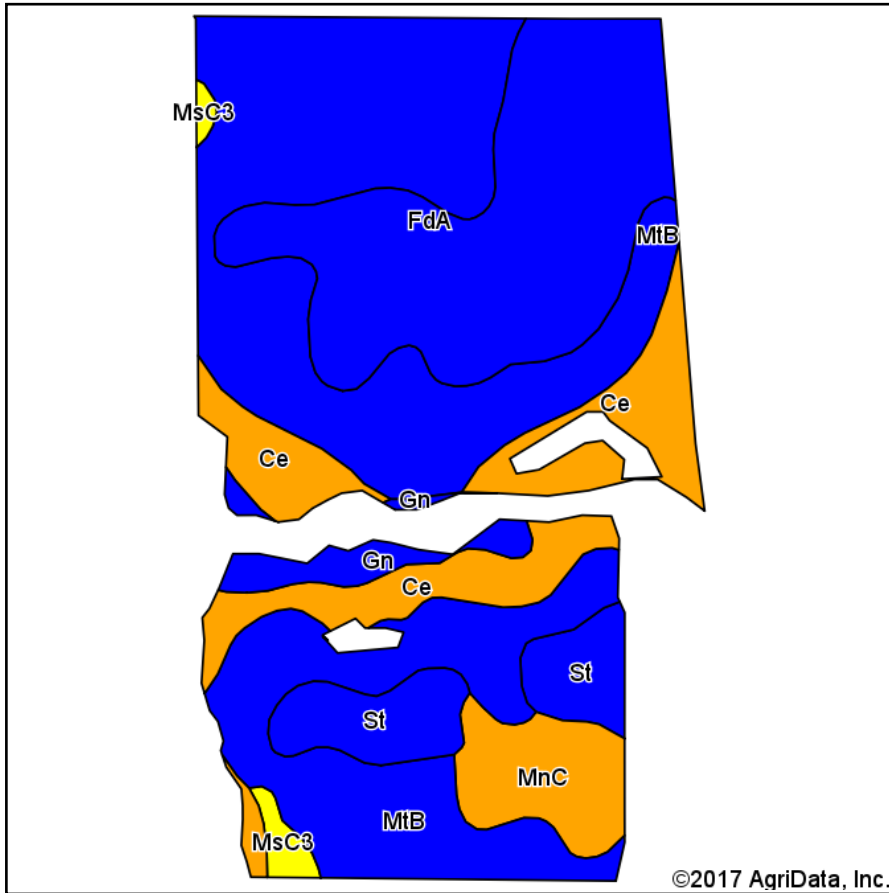 MsC3
FdA
MtB
Ce
Ce
Gn
Gn
Ce
St
St
MnC
MtB
MsC3
©2017 AgriData, Inc.